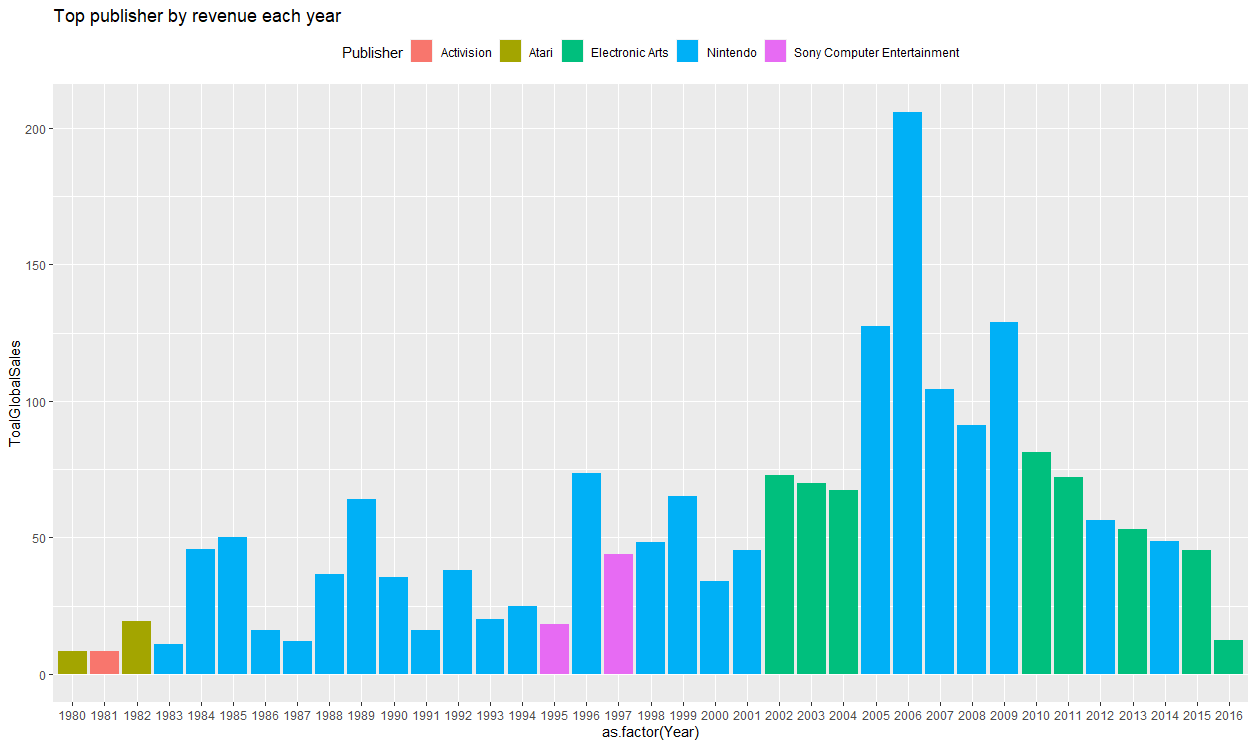 Top publisher by revenue each year
Publisher Activision Atari Electronic Arts Nintendo Sony Computer Entertainment
200
150
100
50
0
ToalGlobalSales
1980 1981 1982 1983 1984 1985 1986 1987 1988 1989 1990 1991 1992 1993 1994 1995 1996 1997 1998 1999 2000 2001 2002 2003 2004 2005 2006 2007 2008 2009 2010 2011 2012 2013 2014 2015 2016
as.factor(Year)